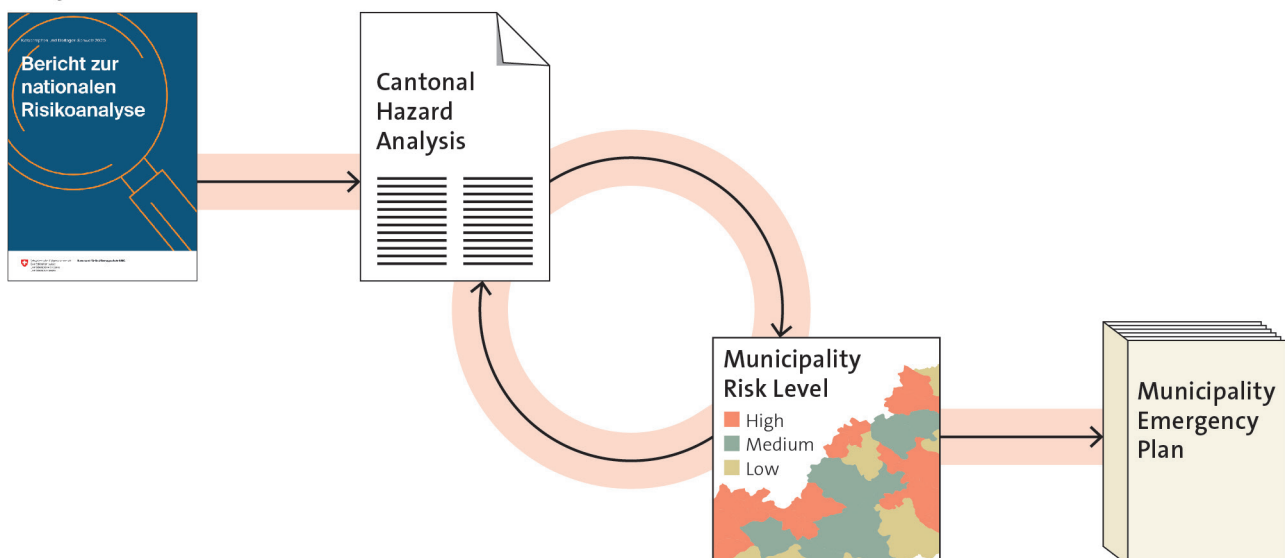 Bericht zur
nationalen
Risikoanalyse
Cantonal
Hazard
Analysis
Municipality
Risk Level
High
Medium
Low
Municipality
Emergency
Plan